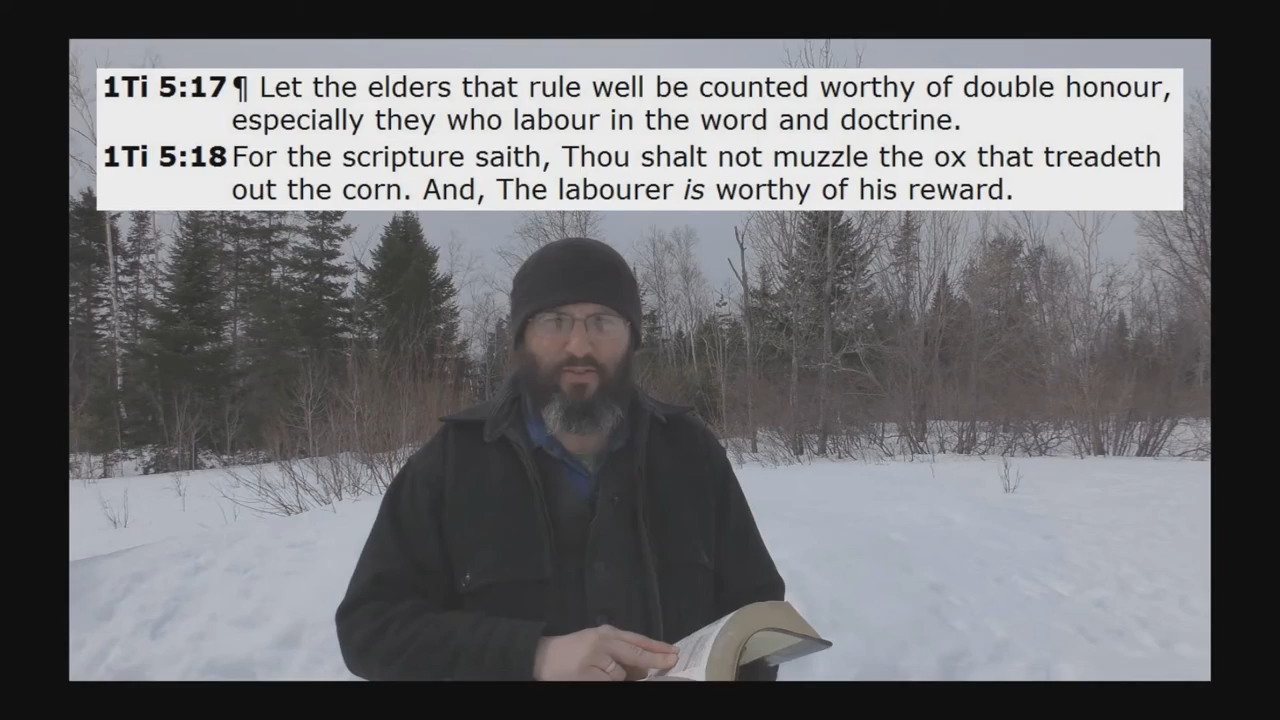 1Ti 5:17 ¶ Let the elders that rule well be counted worthy of double honour,
especially they who labour in the word and doctrine.
1Ti 5:18 For the scripture saith, Thou shalt not muzzle the ox that treadeth
out the corn. And, The labourer is worthy of his reward.